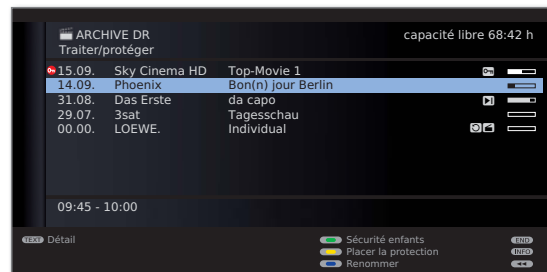 ARCHIVE DR capacité libre 68:42 h
Traiter/protéger
15.09. Sky Cinema HD Top-Movie 1
14.09. Phoenix Bon(n) jour Berlin
31.08. Das Erste da capo
29.07. 3sat Tagesschau
00.00. LOEWE. Individual
09:45 - 10:00
TEXT Détail Sécurité enfants END
Placer la protection INFO
Renommer